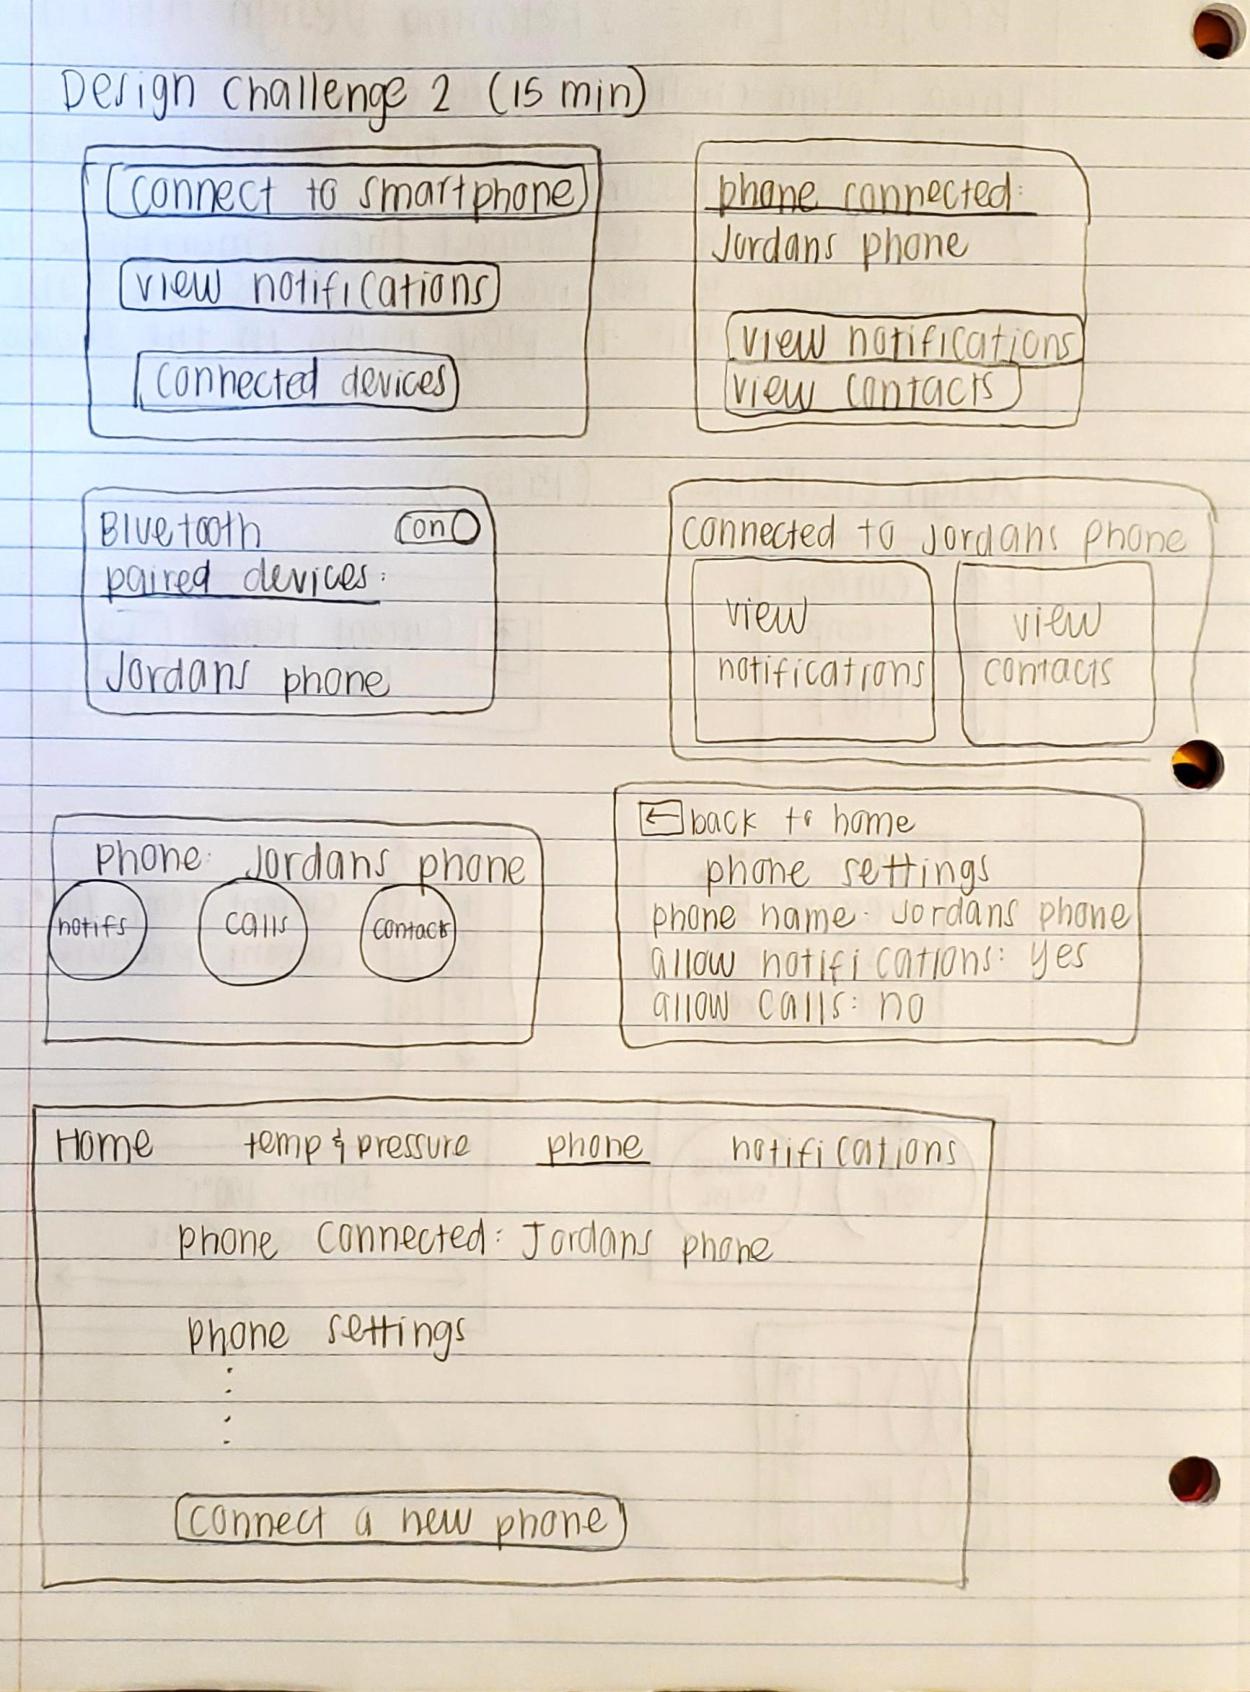 Design Challenge 2 (15 min)
connect to smartphone
view notifications
connected devices
phone connected:
Jordans phone
view notifications
view contacts
Bluetooth on
paired devices:
Jordans phone
connected to Jordans phone
view
notifications
view
contacts
phone: Jordans phone
notifs calls contacts
← back to home
phone settings
phone name: Jordans phone
allow notifications: yes
allow calls: no
Home temp & pressure phone notifications
phone connected: Jordans phone
phone settings
connect a new phone